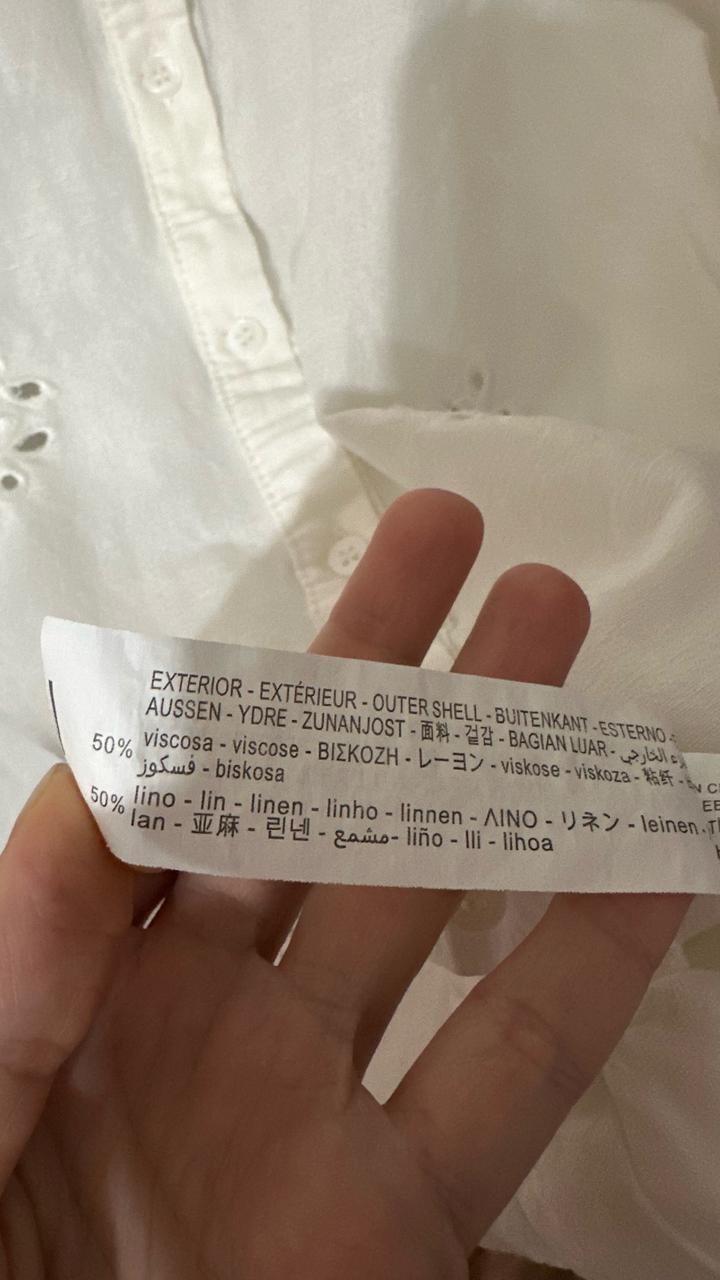 EXTERIOR - EXTÉRIEUR - OUTER SHELL - BUITENKANT - ESTERNO -
AUSSEN - YDRE - ZUNANJOST - 面料 - 겉감 - BAGIAN LUAR - الخارجي
50% viscosa - viscose - ΒΙΣΚΟΖΗ - レーヨン - viskose - viskoza - 粘纤 -
فسكوز - biskosa
50% lino - lin - linen - linho - linnen - ΛΙΝΟ - リネン - leinen
lan - 亚麻 - 린넨 - مشمع - liño - lli - lihoa